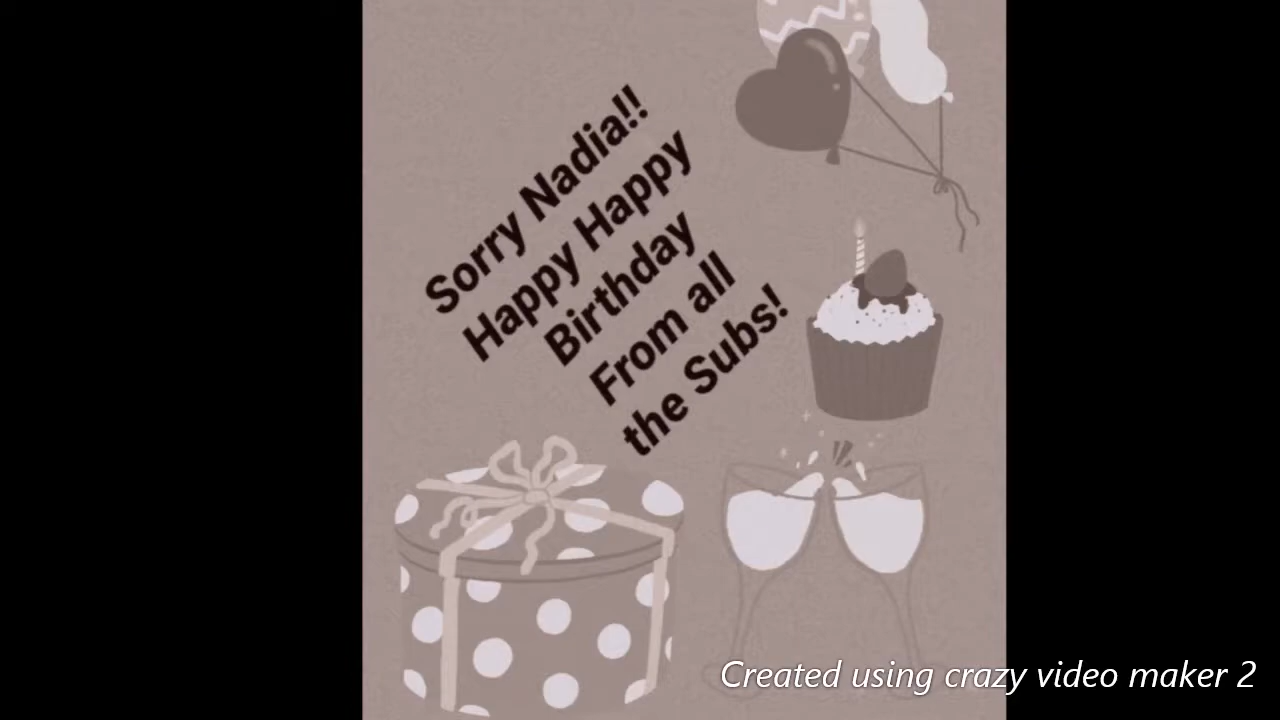 Sorry Nadia!!
Happy Happy
Birthday
From all
the Subs!
Created using crazy video maker 2